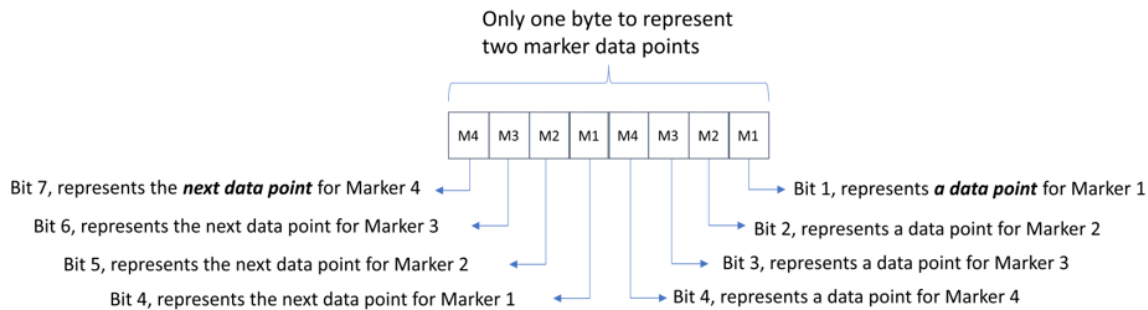 Only one byte to represent
two marker data points
M4 M3 M2 M1 M4 M3 M2 M1
Bit 7, represents the next data point for Marker 4
Bit 1, represents a data point for Marker 1
Bit 6, represents the next data point for Marker 3
Bit 2, represents a data point for Marker 2
Bit 5, represents the next data point for Marker 2
Bit 3, represents a data point for Marker 3
Bit 4, represents the next data point for Marker 1
Bit 4, represents a data point for Marker 4